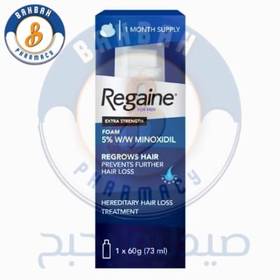 BAHBAH
PHARMACY
1 MONTH SUPPLY
Regaine®
FOR MEN
EXTRA STRENGTH
FOAM
5% W/W MINOXIDIL
REGROWS HAIR
PREVENTS FURTHER
HAIR LOSS
HEREDITARY HAIR LOSS
TREATMENT
1 x 60g (73 ml)